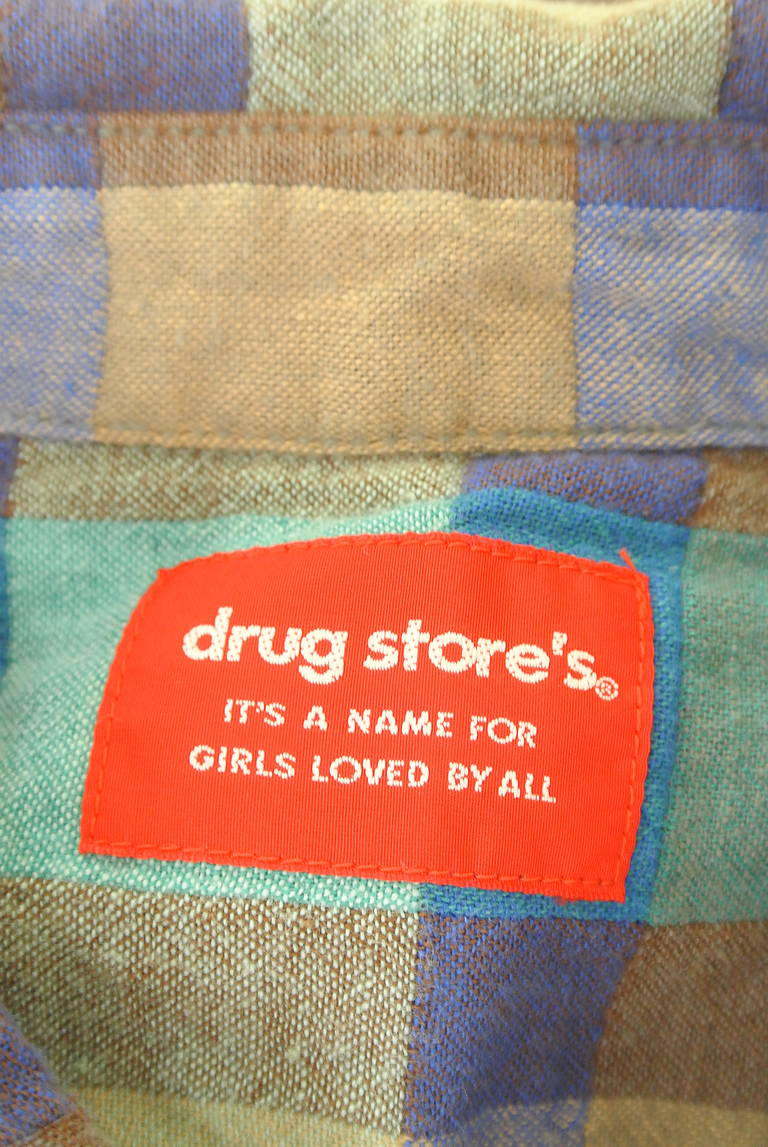 drug store's®
IT'S A NAME FOR
GIRLS LOVED BY ALL